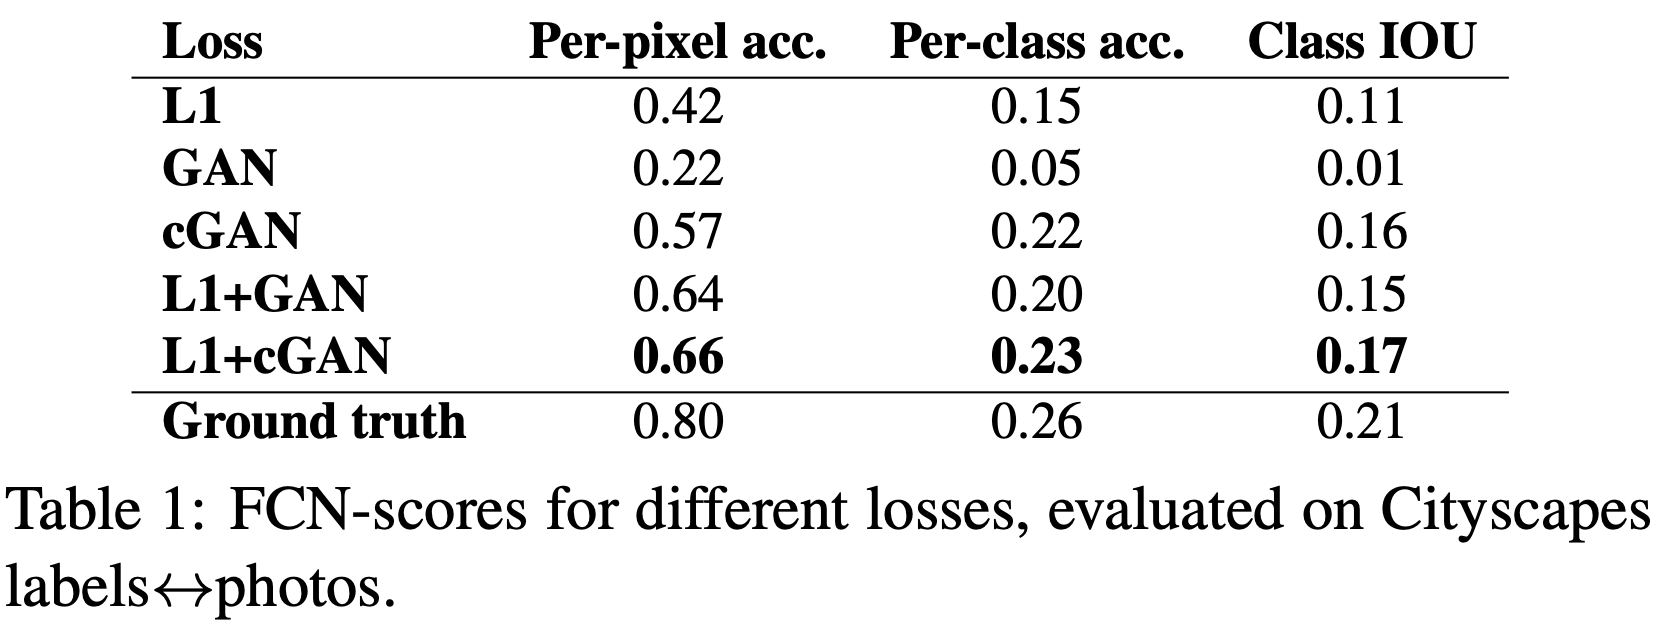 Loss Per-pixel acc. Per-class acc. Class IOU
L1 0.42 0.15 0.11
GAN 0.22 0.05 0.01
cGAN 0.57 0.22 0.16
L1+GAN 0.64 0.20 0.15
L1+cGAN 0.66 0.23 0.17
Ground truth 0.80 0.26 0.21
Table 1: FCN-scores for different losses, evaluated on Cityscapes
labels↔photos.